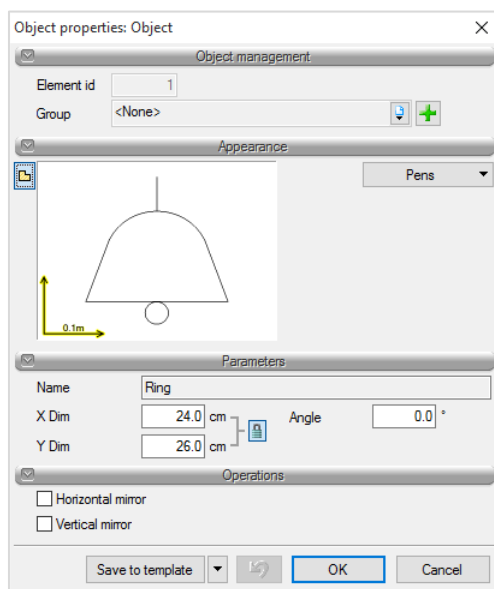 Object properties: Object
Object management
Element id 1
Group <None>
Appearance
Pens
0.1m
Parameters
Name Ring
X Dim 24.0 cm Angle 0.0 °
Y Dim 26.0 cm
Operations
Horizontal mirror
Vertical mirror
Save to template OK Cancel